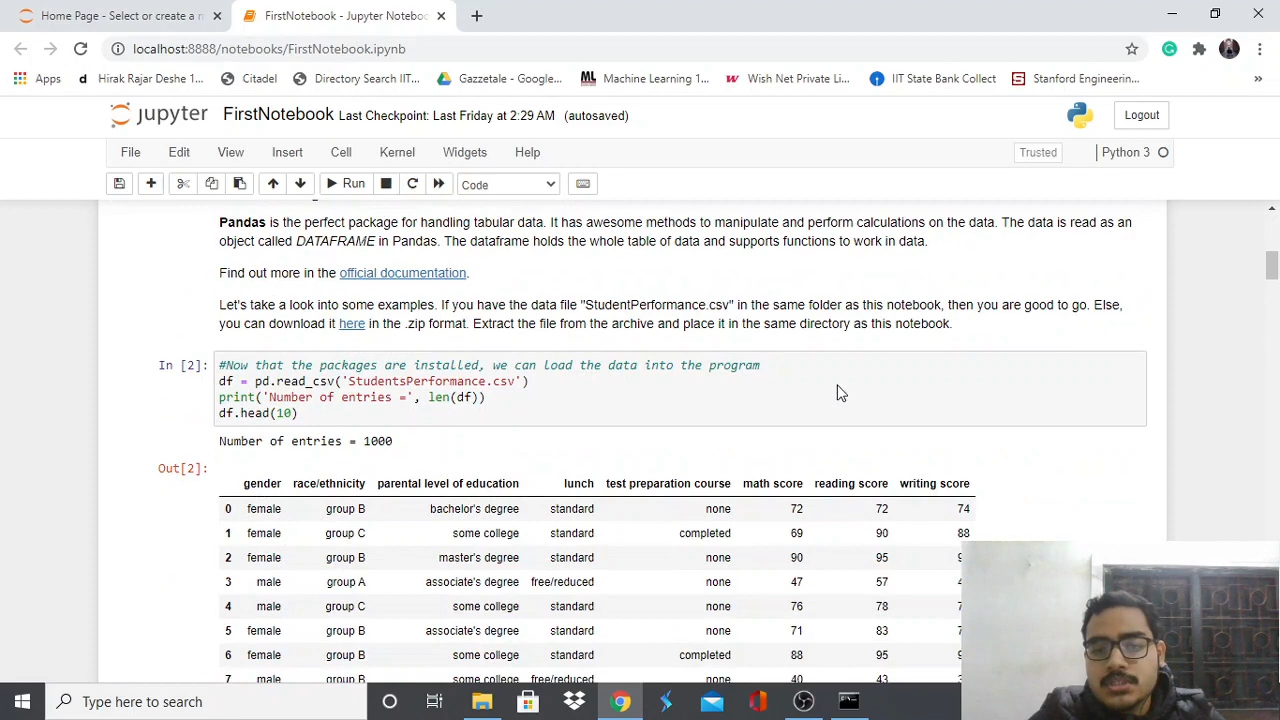 Home Page - Select or create a n
FirstNotebook - Jupyter Noteboo
localhost:8888/notebooks/FirstNotebook.ipynb
Apps
Hirak Rajar Deshe 1...
Citadel
Directory Search IIT...
Gazzetale - Google...
Machine Learning 1...
Wish Net Private Li...
IIT State Bank Collect
Stanford Engineerin...
»
jupyter FirstNotebook Last Checkpoint: Last Friday at 2:29 AM (autosaved)
Logout
File Edit View Insert Cell Kernel Widgets Help
Trusted
Python 3
Run
Code
Pandas is the perfect package for handling tabular data. It has awesome methods to manipulate and perform calculations on the data. The data is read as an
object called DATAFRAME in Pandas. The dataframe holds the whole table of data and supports functions to work in data.
Find out more in the official documentation.
Let's take a look into some examples. If you have the data file "StudentPerformance.csv" in the same folder as this notebook, then you are good to go. Else,
you can download it here in the .zip format. Extract the file from the archive and place it in the same directory as this notebook.
In [2]: #Now that the packages are installed, we can load the data into the program
df = pd.read_csv('StudentsPerformance.csv')
print('Number of entries =', len(df))
df.head(10)
Number of entries = 1000
Out[2]:
gender race/ethnicity parental level of education lunch test preparation course math score reading score writing score
0 female group B bachelor's degree standard none 72 72 74
1 female group C some college standard completed 69 90 88
2 female group B master's degree standard none 90 95
3 male group A associate's degree free/reduced none 47 57
4 male group C some college standard none 76 78
5 female group B associate's degree standard none 71 83
6 female group B some college standard completed 88 95
7 male group B some college free/reduced none 40 43
Type here to search